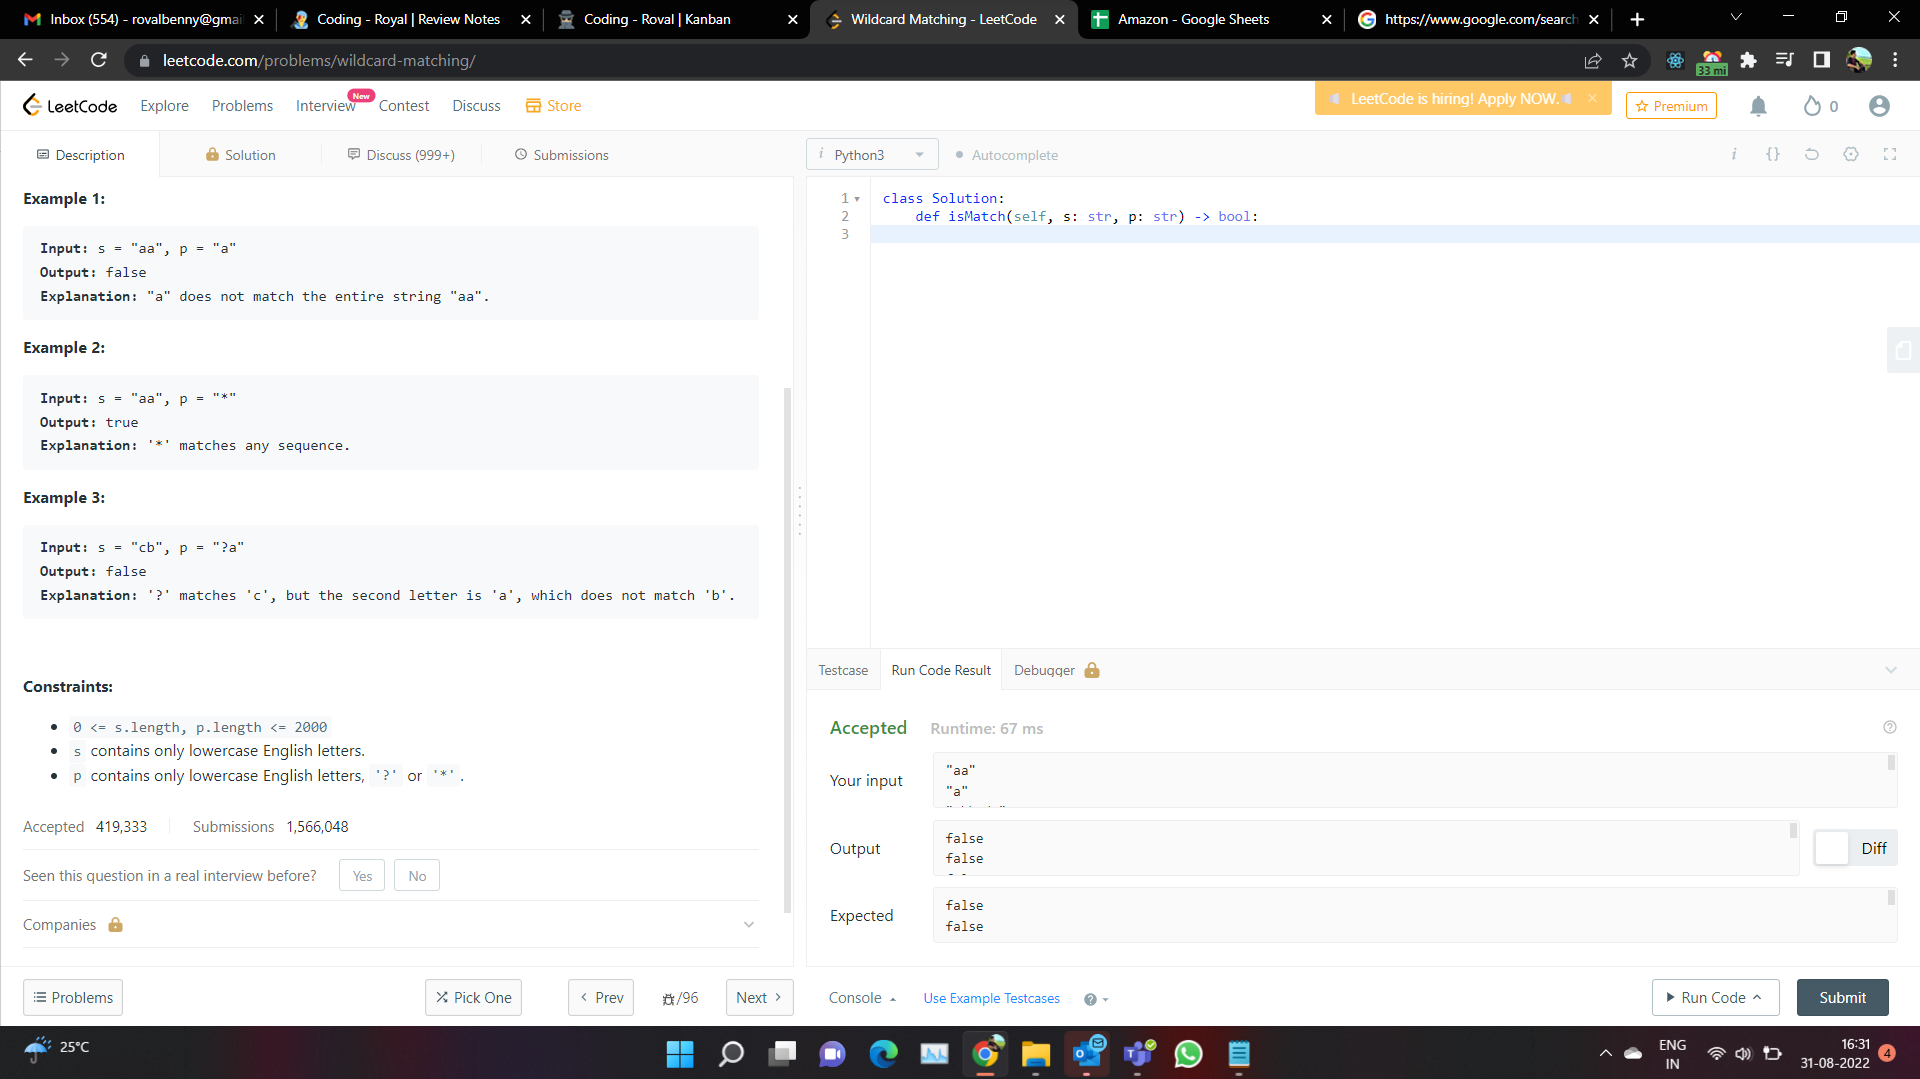 Inbox (554) - rovalbenny@gmai
Coding - Royal | Review Notes
Coding - Roval | Kanban
Wildcard Matching - LeetCode
Amazon - Google Sheets
https://www.google.com/search
leetcode.com/problems/wildcard-matching/
33 mi
LeetCode
Explore
Problems
Interview
New
Contest
Discuss
Store
LeetCode is hiring! Apply NOW.
Premium
0
Description
Solution
Discuss (999+)
Submissions
i Python3
Autocomplete
Example 1:
Input: s = "aa", p = "a"
Output: false
Explanation: "a" does not match the entire string "aa".
Example 2:
Input: s = "aa", p = "*"
Output: true
Explanation: '*' matches any sequence.
Example 3:
Input: s = "cb", p = "?a"
Output: false
Explanation: '?' matches 'c', but the second letter is 'a', which does not match 'b'.
Constraints:
0 <= s.length, p.length <= 2000
s contains only lowercase English letters.
p contains only lowercase English letters, '?' or '*'.
Accepted 419,333
Submissions 1,566,048
Seen this question in a real interview before?
Yes
No
Companies
Problems
Pick One
Prev
/96
Next
1 class Solution:
2 def isMatch(self, s: str, p: str) -> bool:
3
Testcase
Run Code Result
Debugger
Accepted Runtime: 67 ms
Your input
"aa"
"a"
Output
false
false
Diff
Expected
false
false
Console
Use Example Testcases
Run Code
Submit
25°C
ENG
IN
16:31
31-08-2022
4